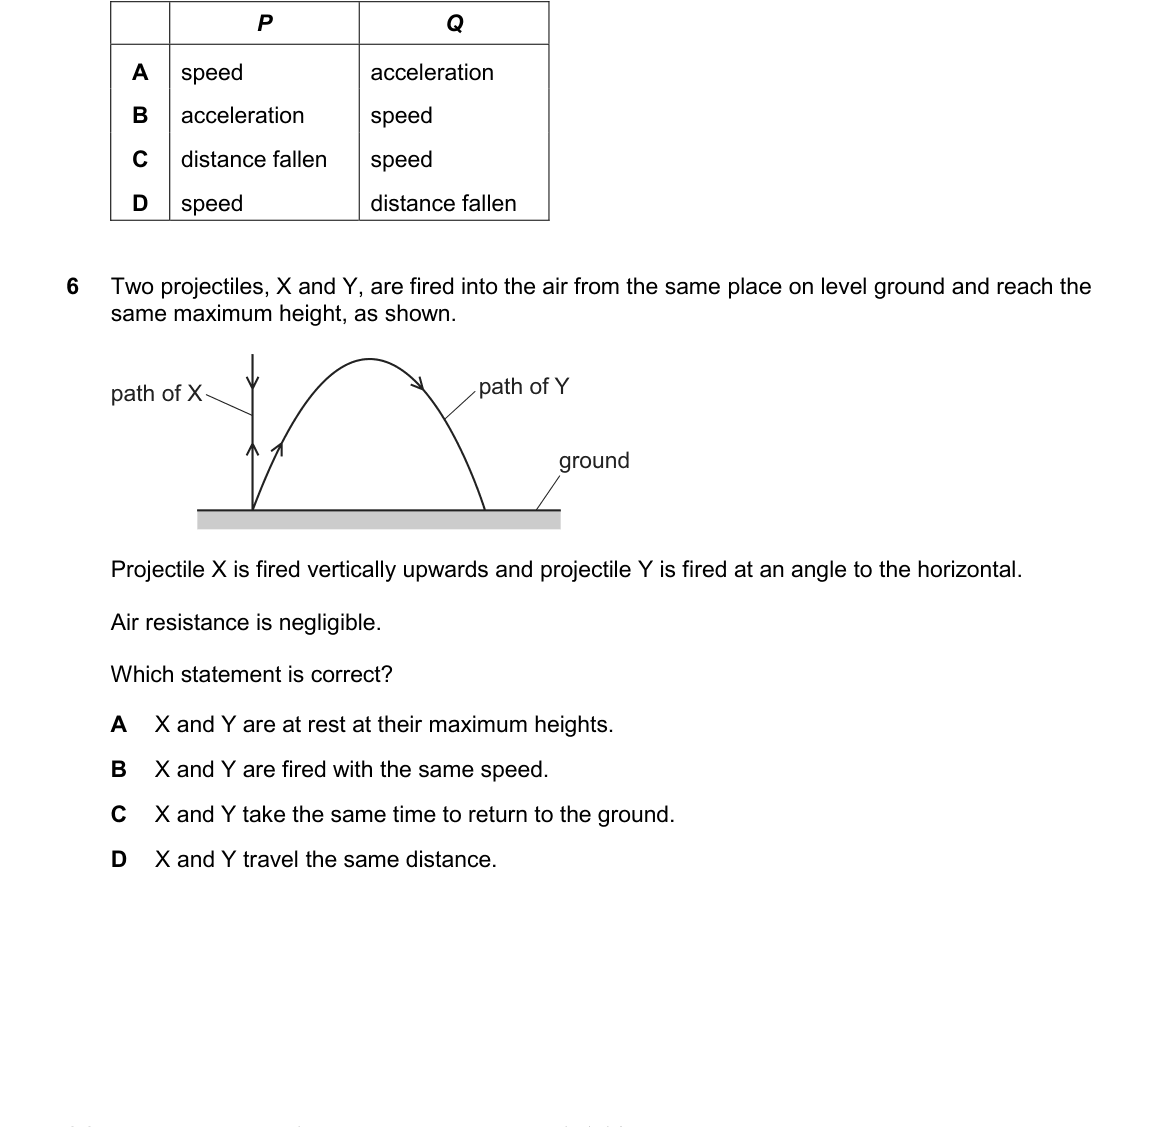 P Q
A speed acceleration
B acceleration speed
C distance fallen speed
D speed distance fallen
6 Two projectiles, X and Y, are fired into the air from the same place on level ground and reach the
same maximum height, as shown.
path of X
path of Y
ground
Projectile X is fired vertically upwards and projectile Y is fired at an angle to the horizontal.
Air resistance is negligible.
Which statement is correct?
A X and Y are at rest at their maximum heights.
B X and Y are fired with the same speed.
C X and Y take the same time to return to the ground.
D X and Y travel the same distance.